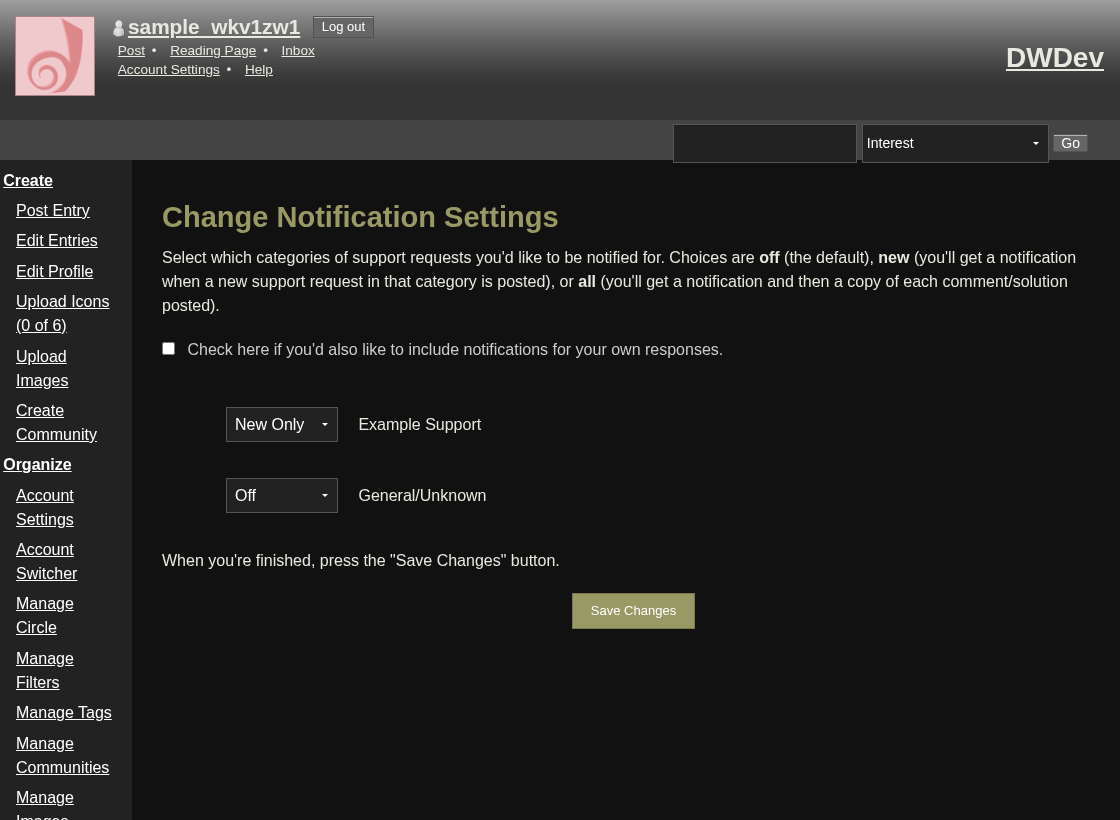 sample_wkv1zw1 Log out
Post • Reading Page • Inbox
Account Settings • Help
DWDev
Interest Go
Create
Post Entry
Edit Entries
Edit Profile
Upload Icons
(0 of 6)
Upload
Images
Create
Community
Organize
Account
Settings
Account
Switcher
Manage
Circle
Manage
Filters
Manage Tags
Manage
Communities
Manage
Images
Change Notification Settings
Select which categories of support requests you'd like to be notified for. Choices are off (the default), new (you'll get a notification
when a new support request in that category is posted), or all (you'll get a notification and then a copy of each comment/solution
posted).
Check here if you'd also like to include notifications for your own responses.
New Only Example Support
Off General/Unknown
When you're finished, press the "Save Changes" button.
Save Changes